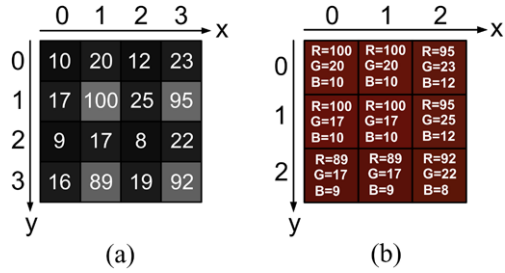 0 1 2 3 x
0 10 20 12 23
1 17 100 25 95
2 9 17 8 22
3 16 89 19 92
y
(a)
0 1 2 x
0 R=100 R=100 R=95
G=20 G=20 G=23
B=10 B=10 B=12
1 R=100 R=100 R=95
G=17 G=17 G=25
B=10 B=10 B=12
2 R=89 R=89 R=92
G=17 G=17 G=22
B=9 B=9 B=8
y
(b)